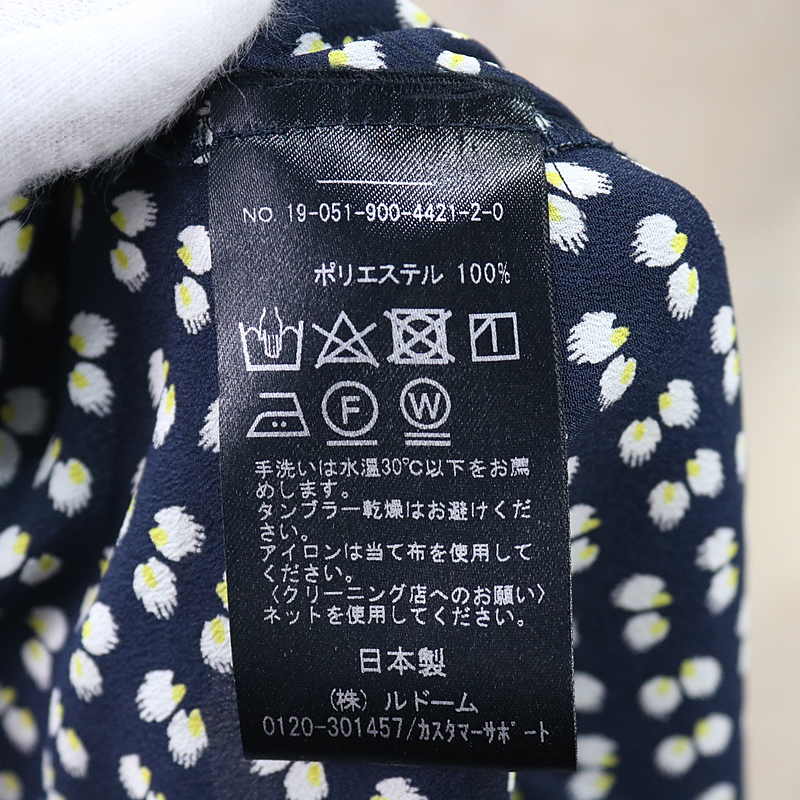 NO 19-051-900-4421-2-0
ポリエステル 100%
F W
手洗いは水温30℃以下をお薦
めします。
タンブラー乾燥はお避けくだ
さい。
アイロンは当て布を使用して
ください。
〈クリーニング店へのお願い〉
ネットを使用してください。
日本製
(株) ルドーム
0120-301457/カスタマーサポート